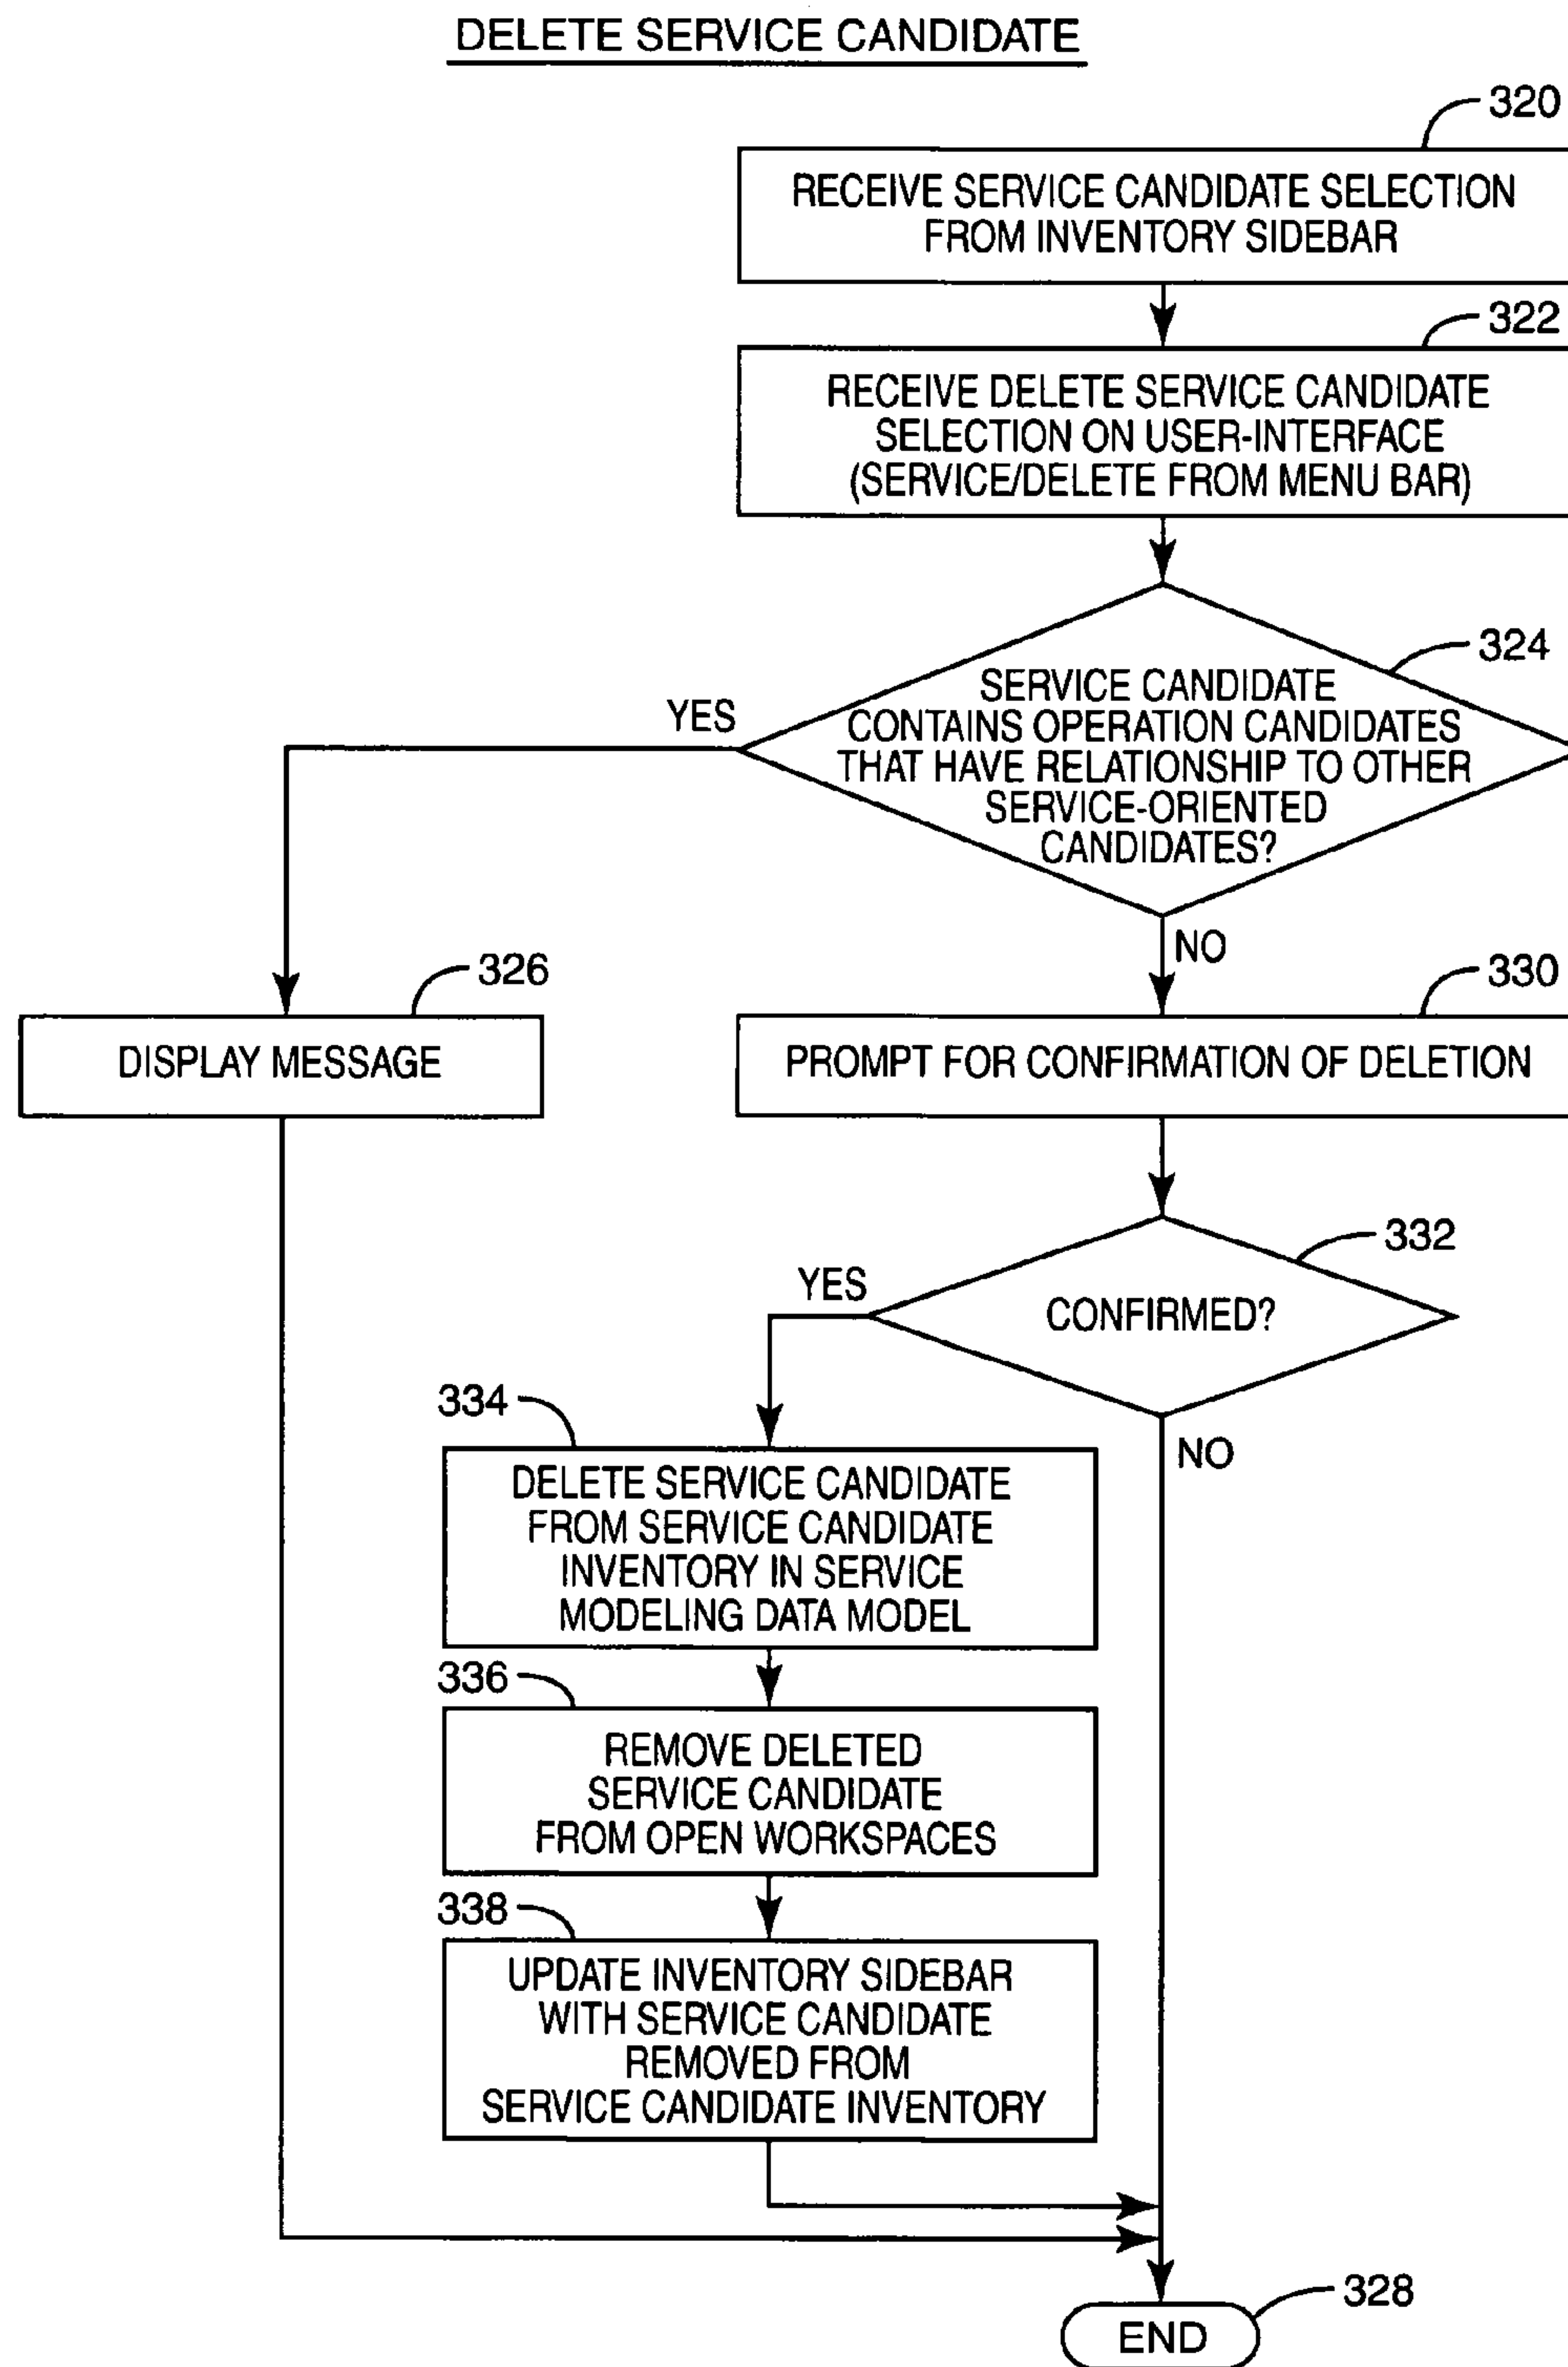 DELETE SERVICE CANDIDATE
320
RECEIVE SERVICE CANDIDATE SELECTION
FROM INVENTORY SIDEBAR
322
RECEIVE DELETE SERVICE CANDIDATE
SELECTION ON USER-INTERFACE
(SERVICE/DELETE FROM MENU BAR)
324
SERVICE CANDIDATE
CONTAINS OPERATION CANDIDATES
THAT HAVE RELATIONSHIP TO OTHER
SERVICE-ORIENTED
CANDIDATES?
YES
NO
326
DISPLAY MESSAGE
330
PROMPT FOR CONFIRMATION OF DELETION
332
CONFIRMED?
YES
NO
334
DELETE SERVICE CANDIDATE
FROM SERVICE CANDIDATE
INVENTORY IN SERVICE
MODELING DATA MODEL
336
REMOVE DELETED
SERVICE CANDIDATE
FROM OPEN WORKSPACES
338
UPDATE INVENTORY SIDEBAR
WITH SERVICE CANDIDATE
REMOVED FROM
SERVICE CANDIDATE INVENTORY
328
END